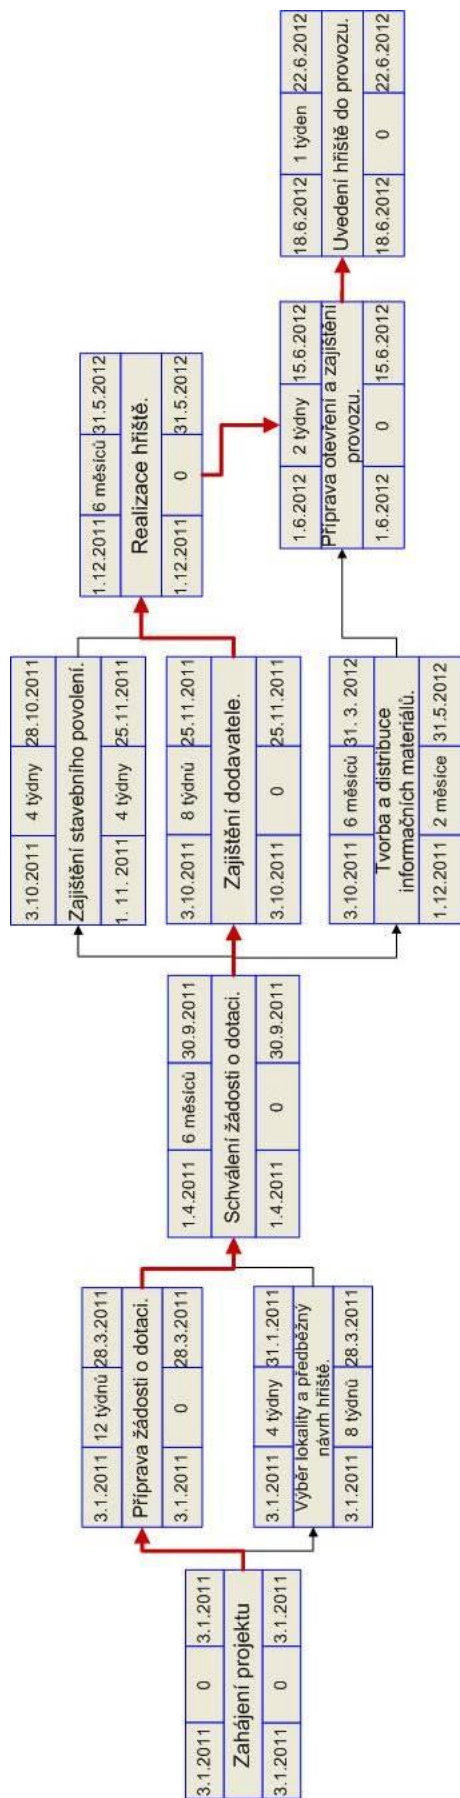 3.1.2011 0 3.1.2011
Zahájení projektu
3.1.2011 0 3.1.2011
3.1.2011 12 týdnů 28.3.2011
Příprava žádosti o dotaci.
3.1.2011 0 28.3.2011
3.1.2011 4 týdny 31.1.2011
Výběr lokality a předběžný
návrh hřiště.
3.1.2011 8 týdnů 28.3.2011
1.4.2011 6 měsíců 30.9.2011
Schválení žádosti o dotaci.
1.4.2011 0 30.9.2011
3.10.2011 4 týdny 28.10.2011
Zajištění stavebního povolení.
1. 11. 2011 4 týdny 25.11.2011
3.10.2011 8 týdnů 25.11.2011
Zajištění dodavatele.
3.10.2011 0 25.11.2011
3.10.2011 6 měsíců 31. 3. 2012
Tvorba a distribuce
informačních materiálů.
1.12.2011 2 měsíce 31.5.2012
1.12.2011 6 měsíců 31.5.2012
Realizace hřiště.
1.12.2011 0 31.5.2012
1.6.2012 2 týdny 15.6.2012
Příprava otevření a zajištění
provozu.
1.6.2012 0 15.6.2012
18.6.2012 1 týden 22.6.2012
Uvedení hřiště do provozu.
18.6.2012 0 22.6.2012